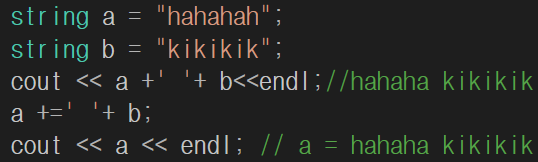 string a = "hahahah";
string b = "kikikik";
cout << a +' '+ b<<endl;//hahaha kikikik
a +=' '+ b;
cout << a << endl; // a = hahaha kikikik